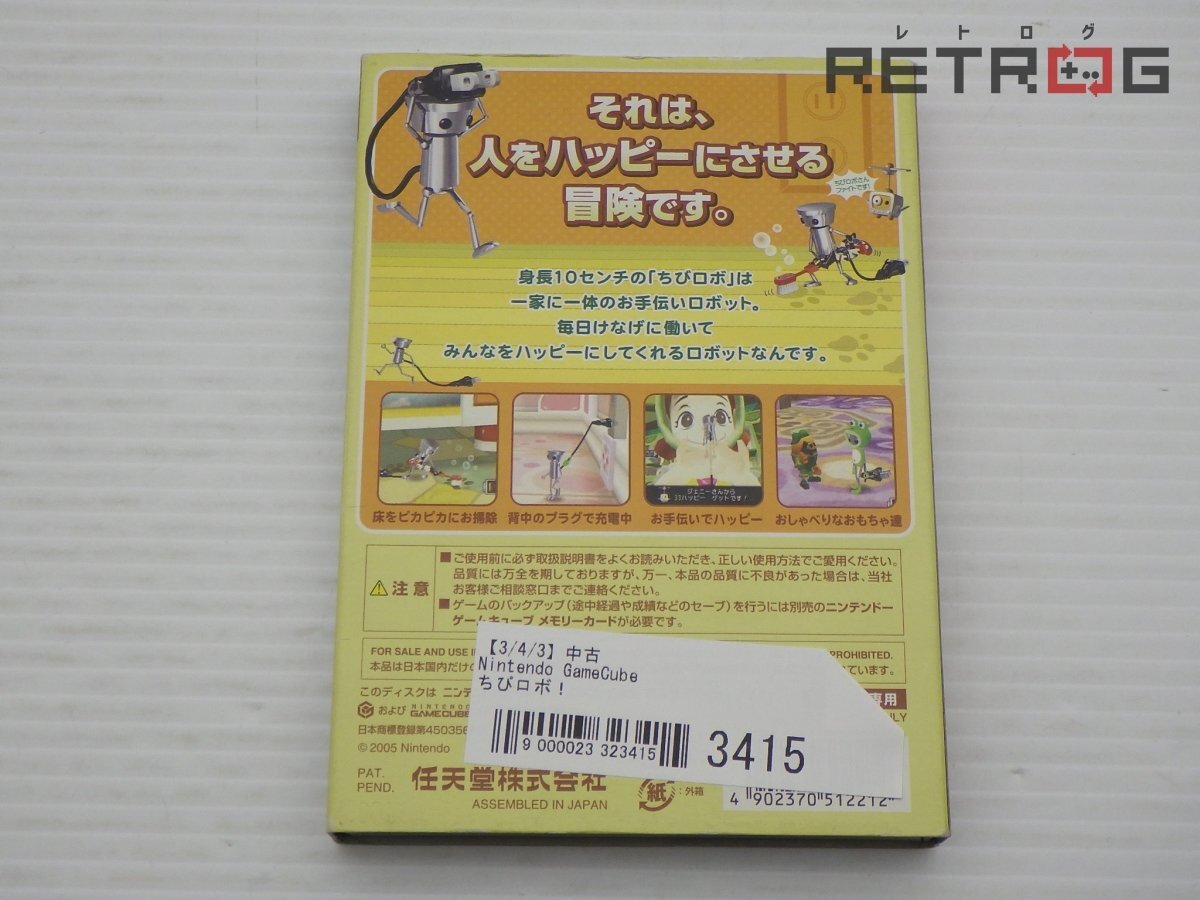 レトログ
RETROG
それは、
人をハッピーにさせる
冒険です。
ちびロボさん
ファイトです!
身長10センチの「ちびロボ」は
一家に一体のお手伝いロボット。
毎日けなげに働いて
みんなをハッピーにしてくれるロボットなんです。
ジェニーさんから
33ハッピー ゲットです!
床をピカピカにお掃除 背中のプラグで充電中 お手伝いでハッピー おしゃべりなおもちゃ達
注意
■ご使用前に必ず取扱説明書をよくお読みいただき、正しい使用方法でご愛用ください。
品質には万全を期しておりますが、万一、本品の品質に不良があった場合は、当社
お客様ご相談窓口までご連絡ください。
■ゲームのバックアップ(途中経過や成績などのセーブ)を行うには別売のニンテンドー
ゲームキューブ メモリーカードが必要です。
FOR SALE AND USE PROHIBITED.
本品は日本国内だけの ています。
このディスクは 専用
および NINTENDO GAMECUBE
日本商標登録第450356
© 2005 Nintendo
【3/4/3】中古
Nintendo GameCube
ちびロボ!
9 000023 323415
3415
PAT.
PEND.
任天堂株式会社
ASSEMBLED IN JAPAN
紙:外箱
4 902370 512212